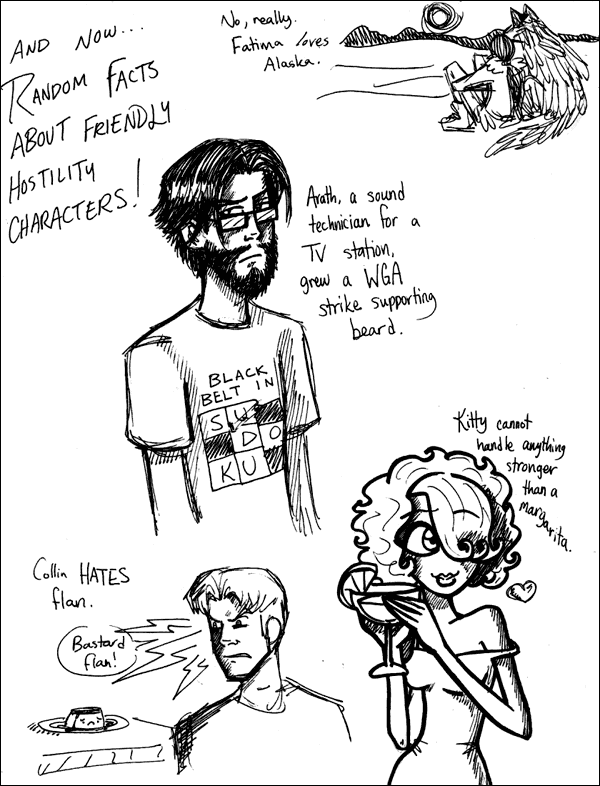 AND NOW...
RANDOM FACTS
ABOUT FRIENDLY
HOSTILITY
CHARACTERS!
No, really.
Fatima loves
Alaska.
Arath, a sound
technician for a
TV station,
grew a WGA
strike supporting
beard.
BLACK
BELT IN
SU
DO
KU
Kitty cannot
handle anything
stronger
than a
margarita.
Collin HATES
flan.
Bastard
flan!